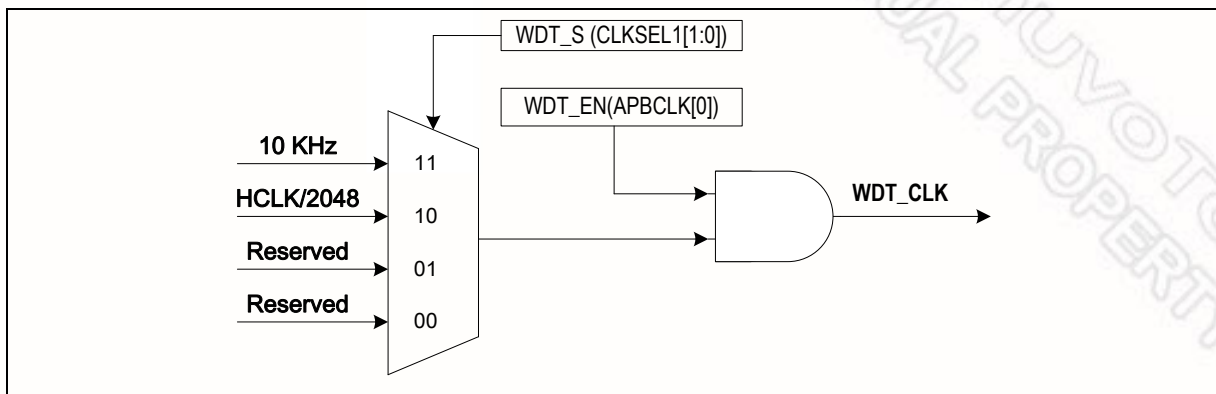 WDT_S (CLKSEL1[1:0])
WDT_EN(APBCLK[0])
10 KHz
11
HCLK/2048
10
Reserved
01
Reserved
00
WDT_CLK